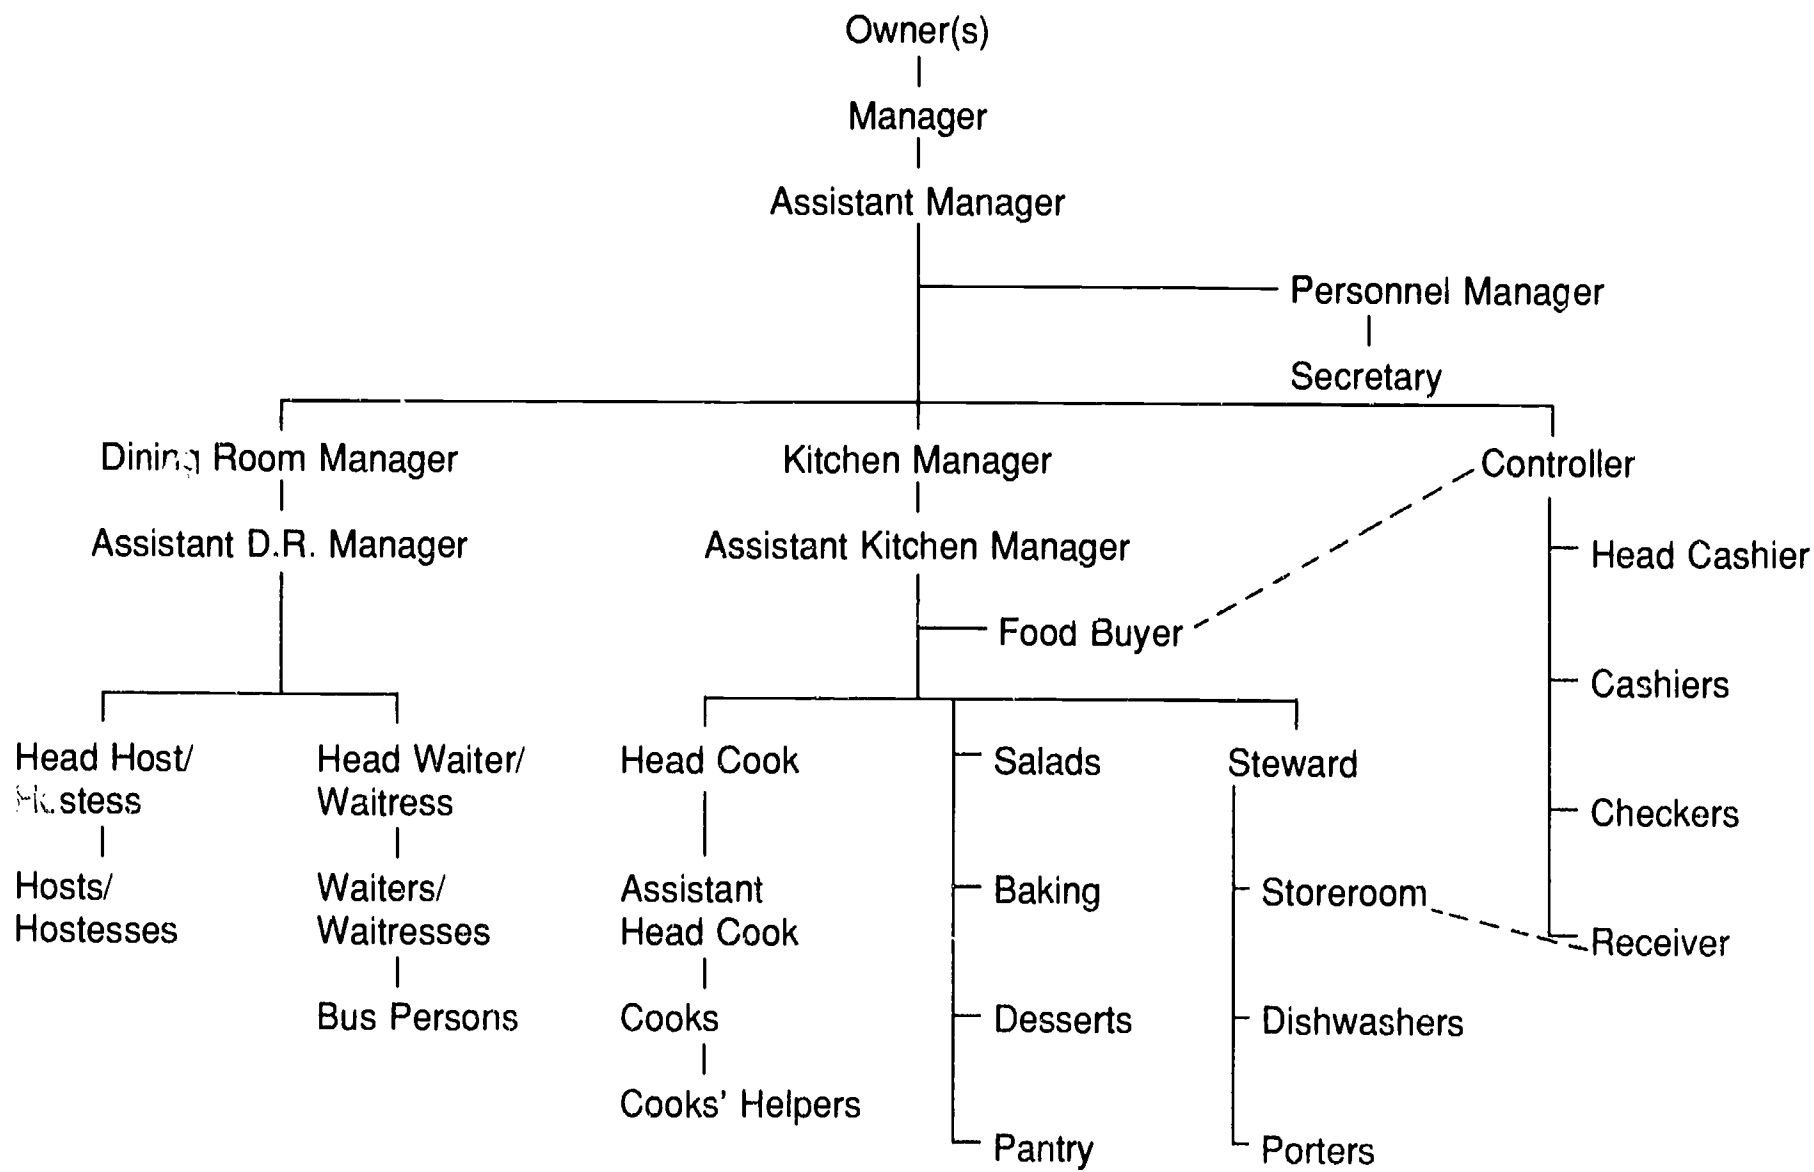 Owner(s)
Manager
Assistant Manager
Personnel Manager
Secretary
Dining Room Manager
Kitchen Manager
Controller
Assistant D.R. Manager
Assistant Kitchen Manager
Head Cashier
Food Buyer
Cashiers
Head Host/
Hostess
Head Waiter/
Waitress
Head Cook
Salads
Steward
Checkers
Hosts/
Hostesses
Waiters/
Waitresses
Assistant
Head Cook
Baking
Storeroom
Receiver
Bus Persons
Cooks
Desserts
Dishwashers
Cooks' Helpers
Pantry
Porters